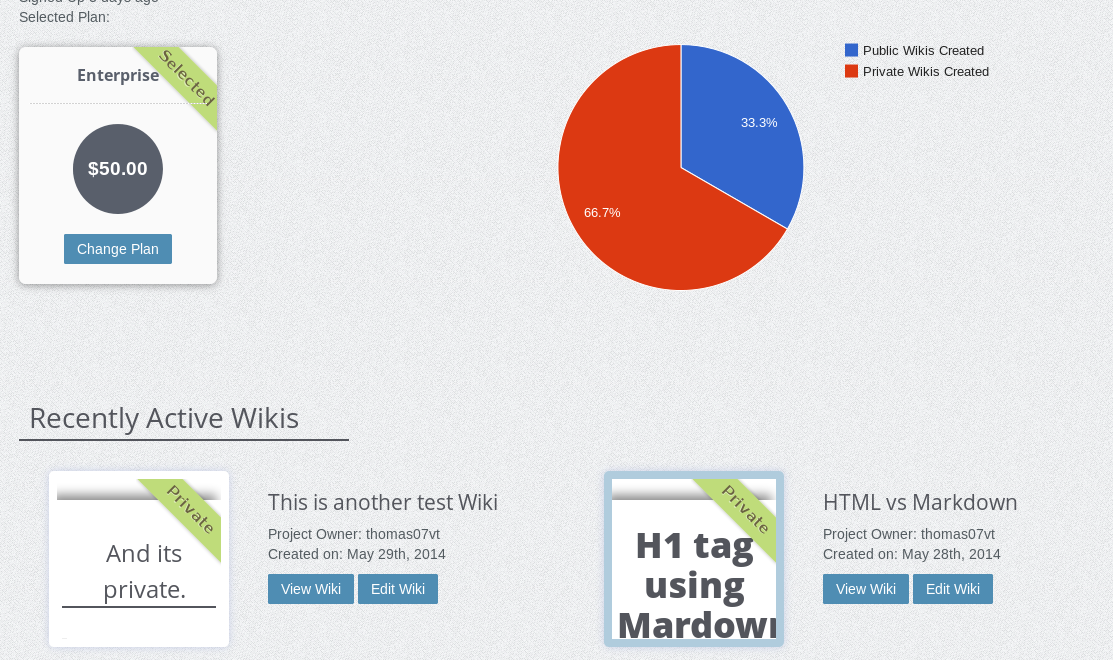 Signed Up 3 days ago
Selected Plan:
Enterprise
Selected
$50.00
Change Plan
Public Wikis Created
Private Wikis Created
33.3%
66.7%
Recently Active Wikis
Private
And its
private.
This is another test Wiki
Project Owner: thomas07vt
Created on: May 29th, 2014
View Wiki
Edit Wiki
Private
H1 tag
using
Mardown
HTML vs Markdown
Project Owner: thomas07vt
Created on: May 28th, 2014
View Wiki
Edit Wiki